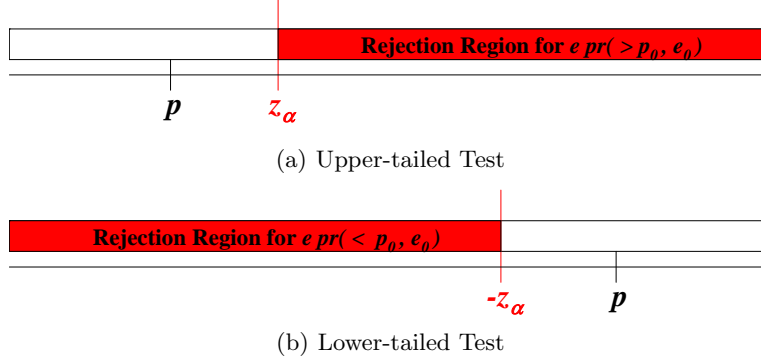 Rejection Region for e pr( > p₀, e₀)
p
zα
(a) Upper-tailed Test
Rejection Region for e pr( < p₀, e₀)
-zα
p
(b) Lower-tailed Test